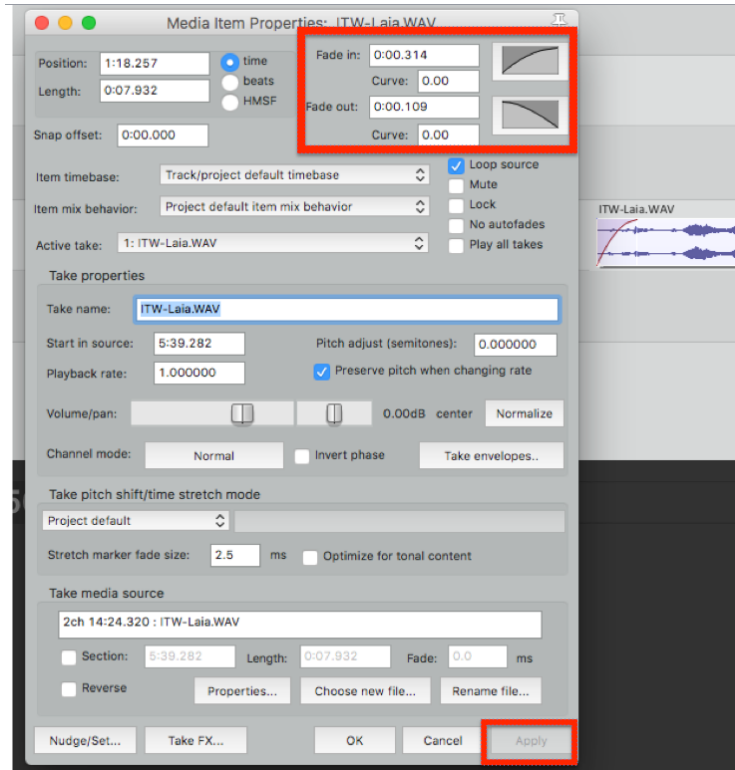 Media Item Properties: ITW-Laia.WAV
Position: 1:18.257 time
beats
Length: 0:07.932 HMSF
Fade in: 0:00.314
Curve: 0.00
Fade out: 0:00.109
Curve: 0.00
Snap offset: 0:00.000
Item timebase: Track/project default timebase
Item mix behavior: Project default item mix behavior
Active take: 1: ITW-Laia.WAV
Loop source
Mute
Lock
No autofades
Play all takes
ITW-Laia.WAV
Take properties
Take name: ITW-Laia.WAV
Start in source: 5:39.282 Pitch adjust (semitones): 0.000000
Playback rate: 1.000000 Preserve pitch when changing rate
Volume/pan: 0.00dB center Normalize
Channel mode: Normal Invert phase Take envelopes..
Take pitch shift/time stretch mode
Project default
Stretch marker fade size: 2.5 ms Optimize for tonal content
Take media source
2ch 14:24.320 : ITW-Laia.WAV
Section: 5:39.282 Length: 0:07.932 Fade: 0.0 ms
Reverse Properties... Choose new file... Rename file...
Nudge/Set... Take FX... OK Cancel Apply